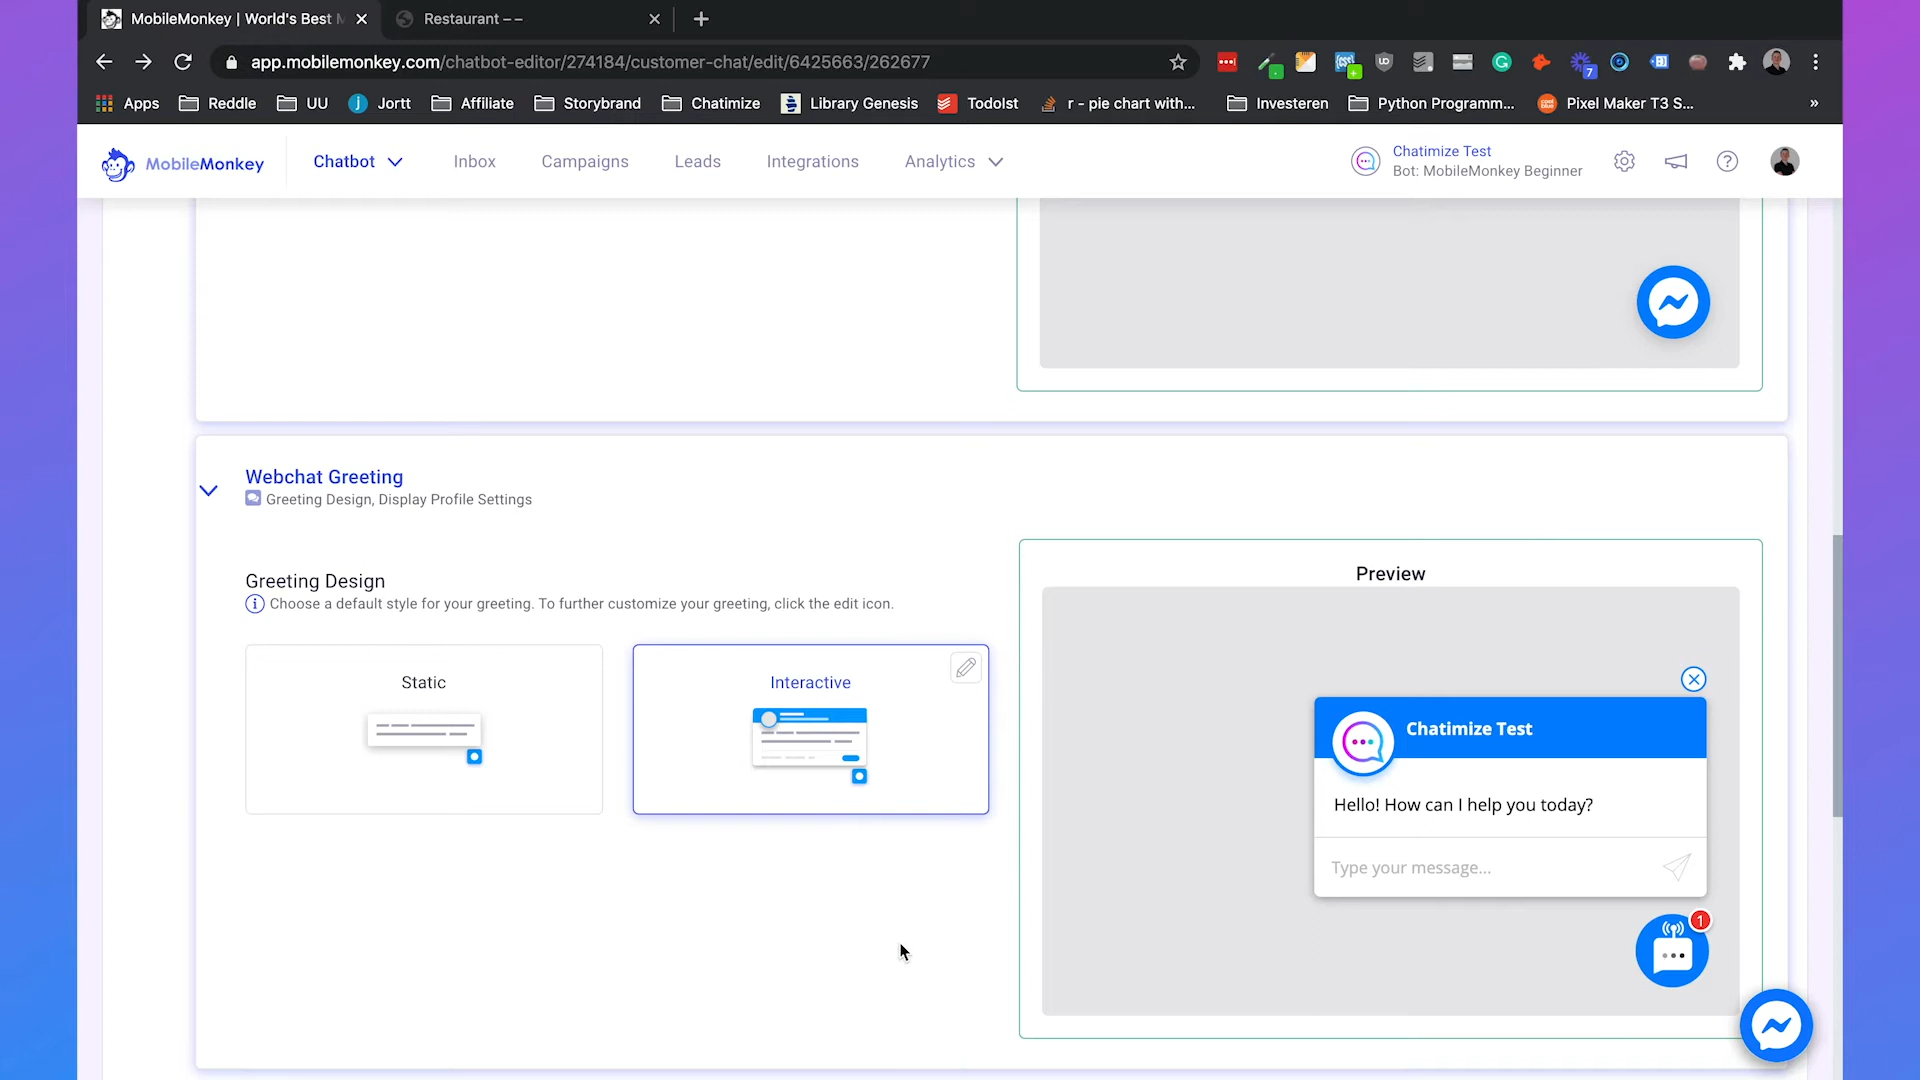 MobileMonkey | World's Best M
Restaurant – –
app.mobilemonkey.com/chatbot-editor/274184/customer-chat/edit/6425663/262677
7
Apps
Reddle
UU
Jortt
Affiliate
Storybrand
Chatimize
Library Genesis
TodoIst
r - pie chart with...
Investeren
Python Programm...
Pixel Maker T3 S...
»
MobileMonkey
Chatbot
Inbox
Campaigns
Leads
Integrations
Analytics
Chatimize Test
Bot: MobileMonkey Beginner
Webchat Greeting
Greeting Design, Display Profile Settings
Greeting Design
Choose a default style for your greeting. To further customize your greeting, click the edit icon.
Static
Interactive
Preview
Chatimize Test
Hello! How can I help you today?
Type your message...
1